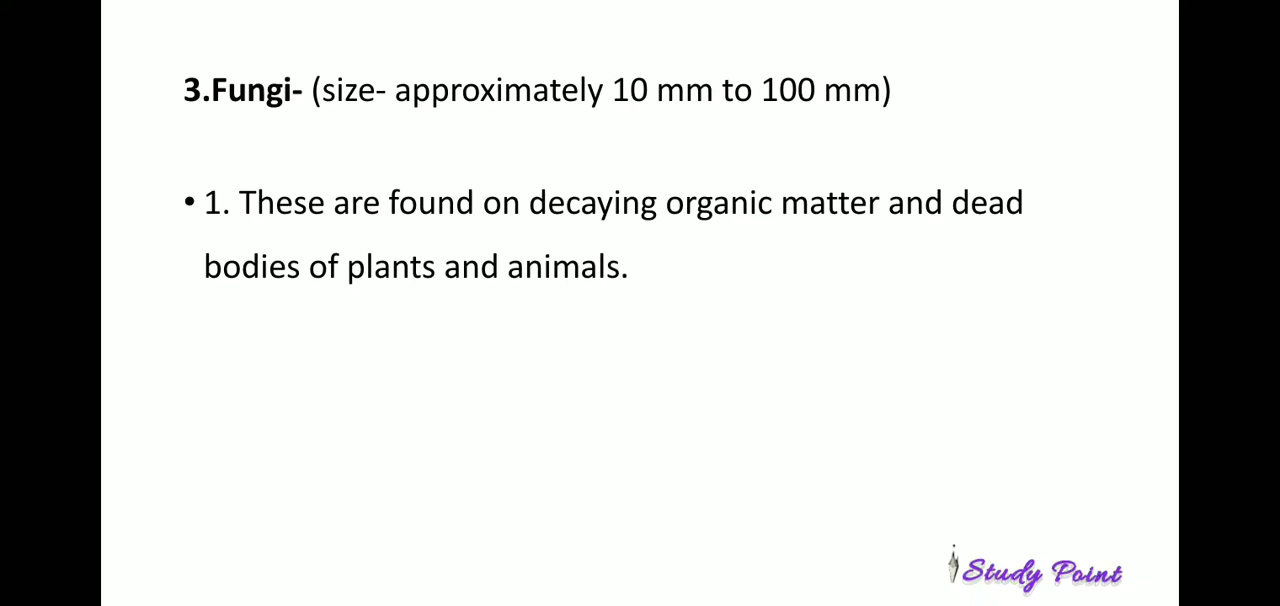 3.Fungi- (size- approximately 10 mm to 100 mm)
• 1. These are found on decaying organic matter and dead
bodies of plants and animals.
Study Point